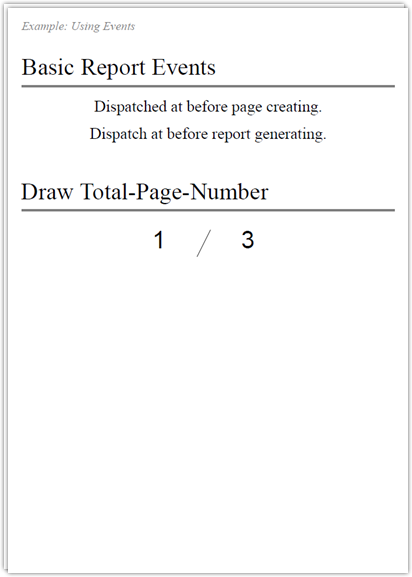 Example: Using Events
Basic Report Events
Dispatched at before page creating.
Dispatch at before report generating.
Draw Total-Page-Number
1 / 3